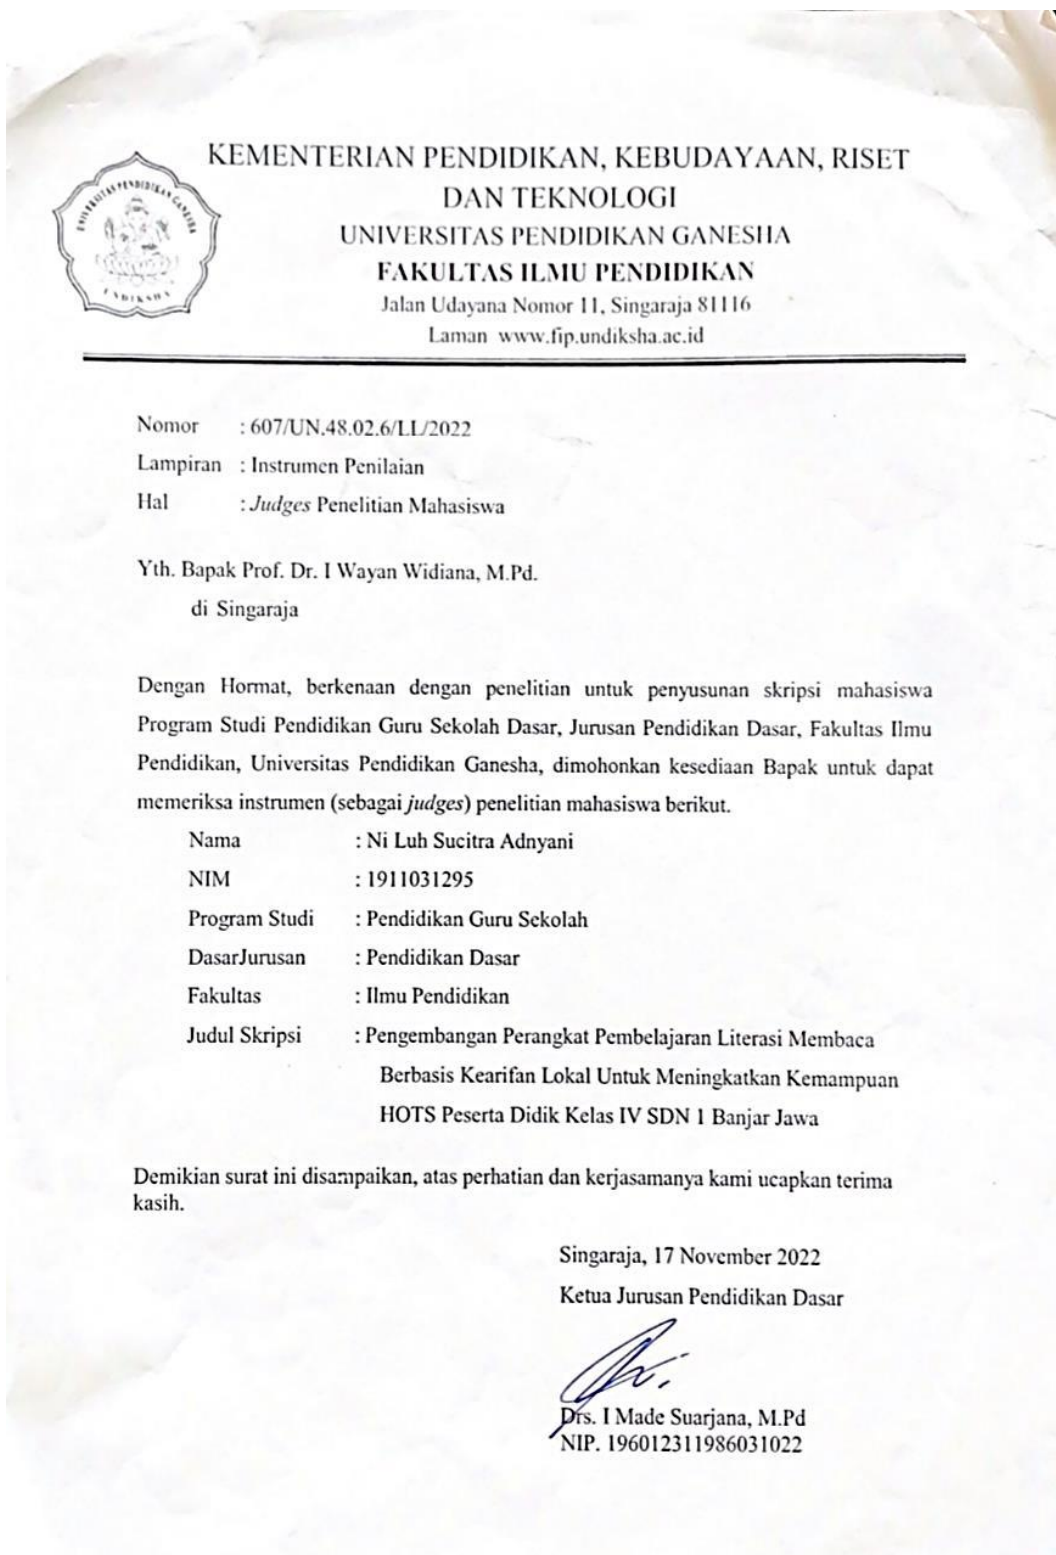 UNIVERSITAS PENDIDIKAN GANESHA
UNDIKSHA
KEMENTERIAN PENDIDIKAN, KEBUDAYAAN, RISET
DAN TEKNOLOGI
UNIVERSITAS PENDIDIKAN GANESHA
FAKULTAS ILMU PENDIDIKAN
Jalan Udayana Nomor 11, Singaraja 81116
Laman www.fip.undiksha.ac.id
Nomor : 607/UN.48.02.6/LL/2022
Lampiran : Instrumen Penilaian
Hal : Judges Penelitian Mahasiswa
Yth. Bapak Prof. Dr. I Wayan Widiana, M.Pd.
di Singaraja
Dengan Hormat, berkenaan dengan penelitian untuk penyusunan skripsi mahasiswa
Program Studi Pendidikan Guru Sekolah Dasar, Jurusan Pendidikan Dasar, Fakultas Ilmu
Pendidikan, Universitas Pendidikan Ganesha, dimohonkan kesediaan Bapak untuk dapat
memeriksa instrumen (sebagai judges) penelitian mahasiswa berikut.
Nama : Ni Luh Sucitra Adnyani
NIM : 1911031295
Program Studi : Pendidikan Guru Sekolah
DasarJurusan : Pendidikan Dasar
Fakultas : Ilmu Pendidikan
Judul Skripsi : Pengembangan Perangkat Pembelajaran Literasi Membaca
Berbasis Kearifan Lokal Untuk Meningkatkan Kemampuan
HOTS Peserta Didik Kelas IV SDN 1 Banjar Jawa
Demikian surat ini disampaikan, atas perhatian dan kerjasamanya kami ucapkan terima
kasih.
Singaraja, 17 November 2022
Ketua Jurusan Pendidikan Dasar
Drs. I Made Suarjana, M.Pd
NIP. 196012311986031022